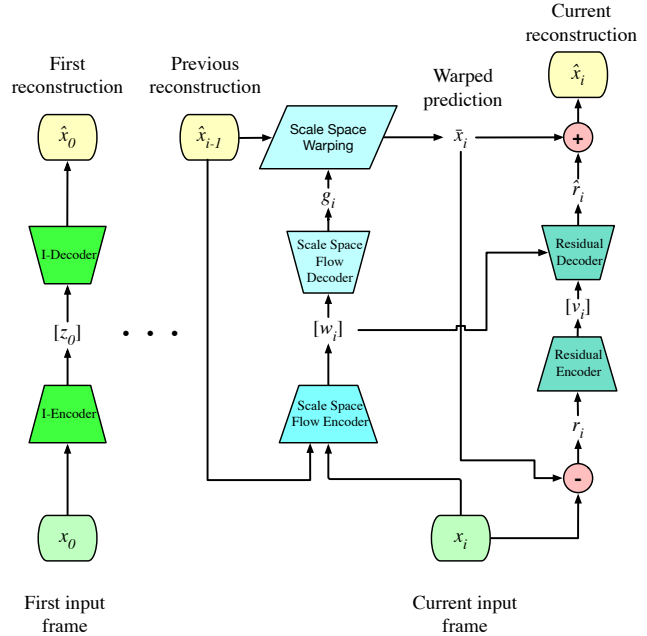 Current
reconstruction
x̂_i
First
reconstruction
Previous
reconstruction
Warped
prediction
x̂_0
x̂_{i-1}
Scale Space
Warping
x̄_i
+
g_i
r̂_i
I-Decoder
Scale Space
Flow
Decoder
Residual
Decoder
[z_0]
. . .
[w_i]
[v_i]
I-Encoder
Scale Space
Flow Encoder
Residual
Encoder
r_i
-
x_0
x_i
First input
frame
Current input
frame